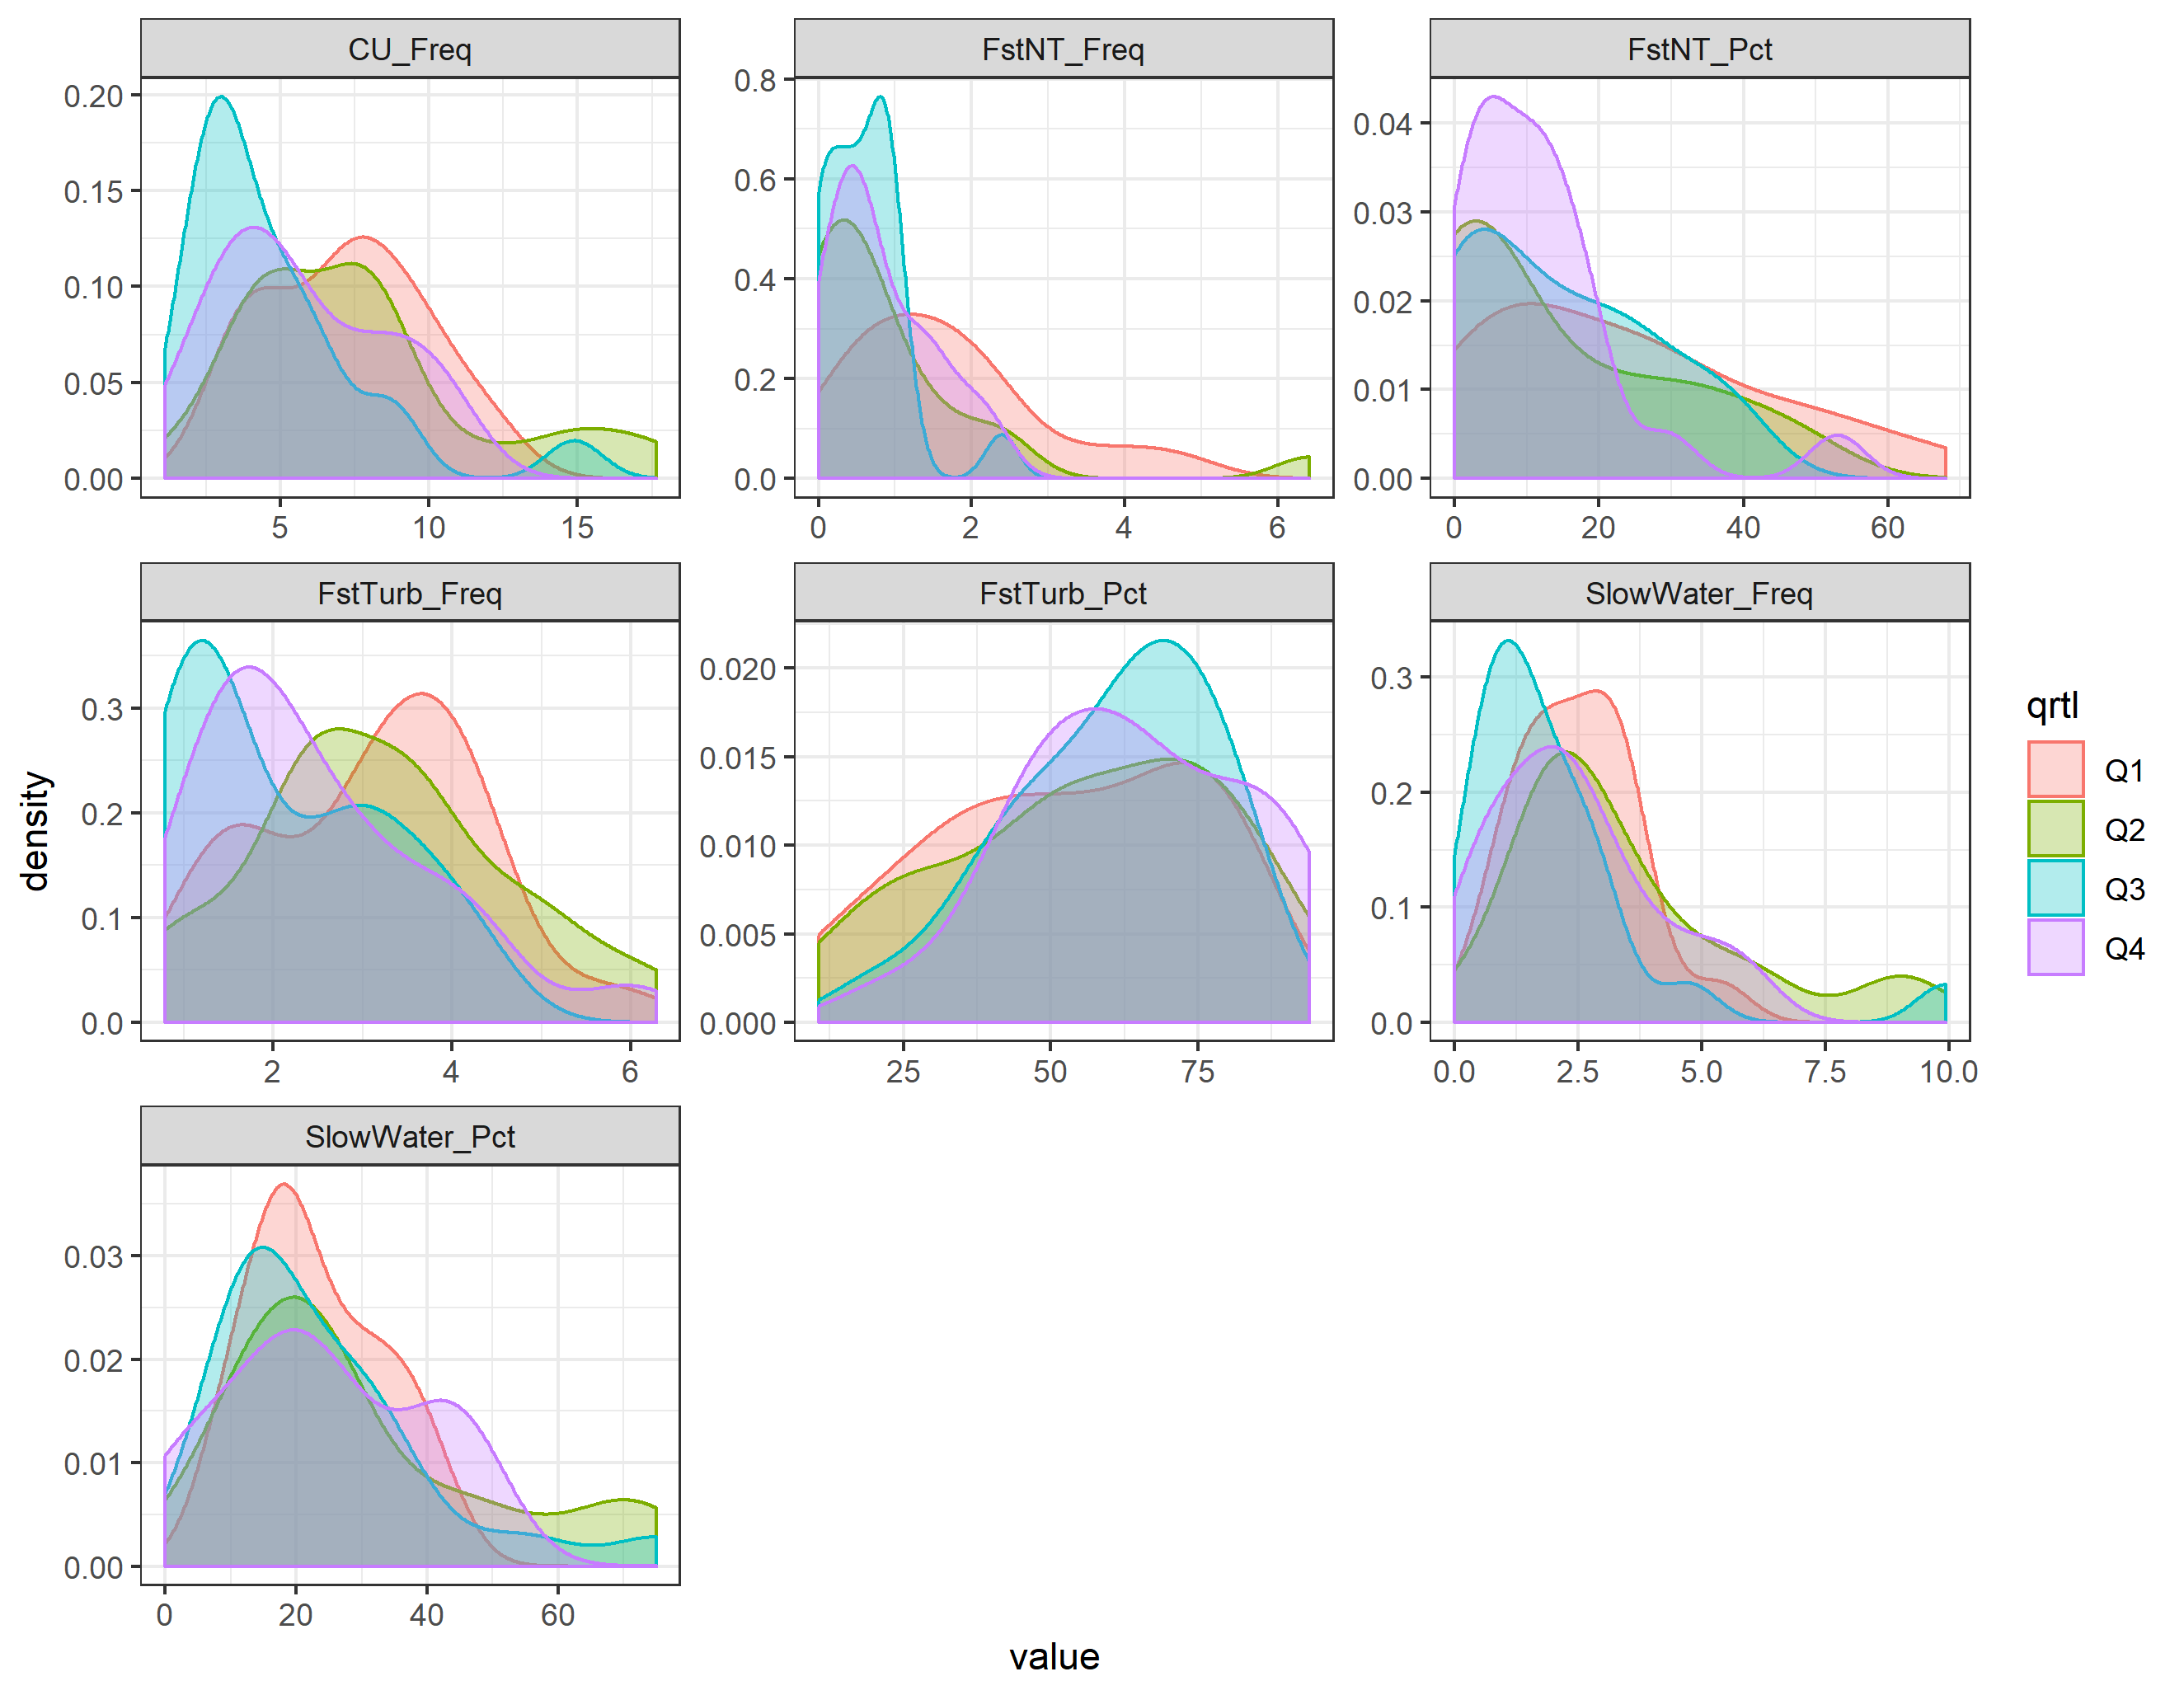 CU_Freq
FstNT_Freq
FstNT_Pct
0.20
0.15
0.10
0.05
0.00
5 10 15
0.8
0.6
0.4
0.2
0.0
0 2 4 6
0.04
0.03
0.02
0.01
0.00
0 20 40 60
FstTurb_Freq
FstTurb_Pct
SlowWater_Freq
0.3
0.2
0.1
0.0
2 4 6
0.020
0.015
0.010
0.005
0.000
25 50 75
0.3
0.2
0.1
0.0
0.0 2.5 5.0 7.5 10.0
SlowWater_Pct
0.03
0.02
0.01
0.00
0 20 40 60
density
value
qrtl
Q1
Q2
Q3
Q4